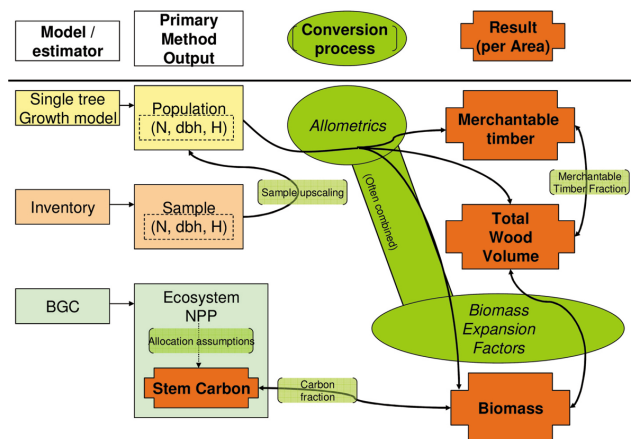 Model /
estimator
Primary
Method
Output
Conversion
process
Result
(per Area)
Single tree
Growth model
Population
(N, dbh, H)
Allometrics
Merchantable
timber
Sample upscaling
(Often combined)
Merchantable
Timber Fraction
Inventory
Sample
(N, dbh, H)
Total
Wood
Volume
BGC
Ecosystem
NPP
Allocation assumptions
Stem Carbon
Carbon
fraction
Biomass
Expansion
Factors
Biomass